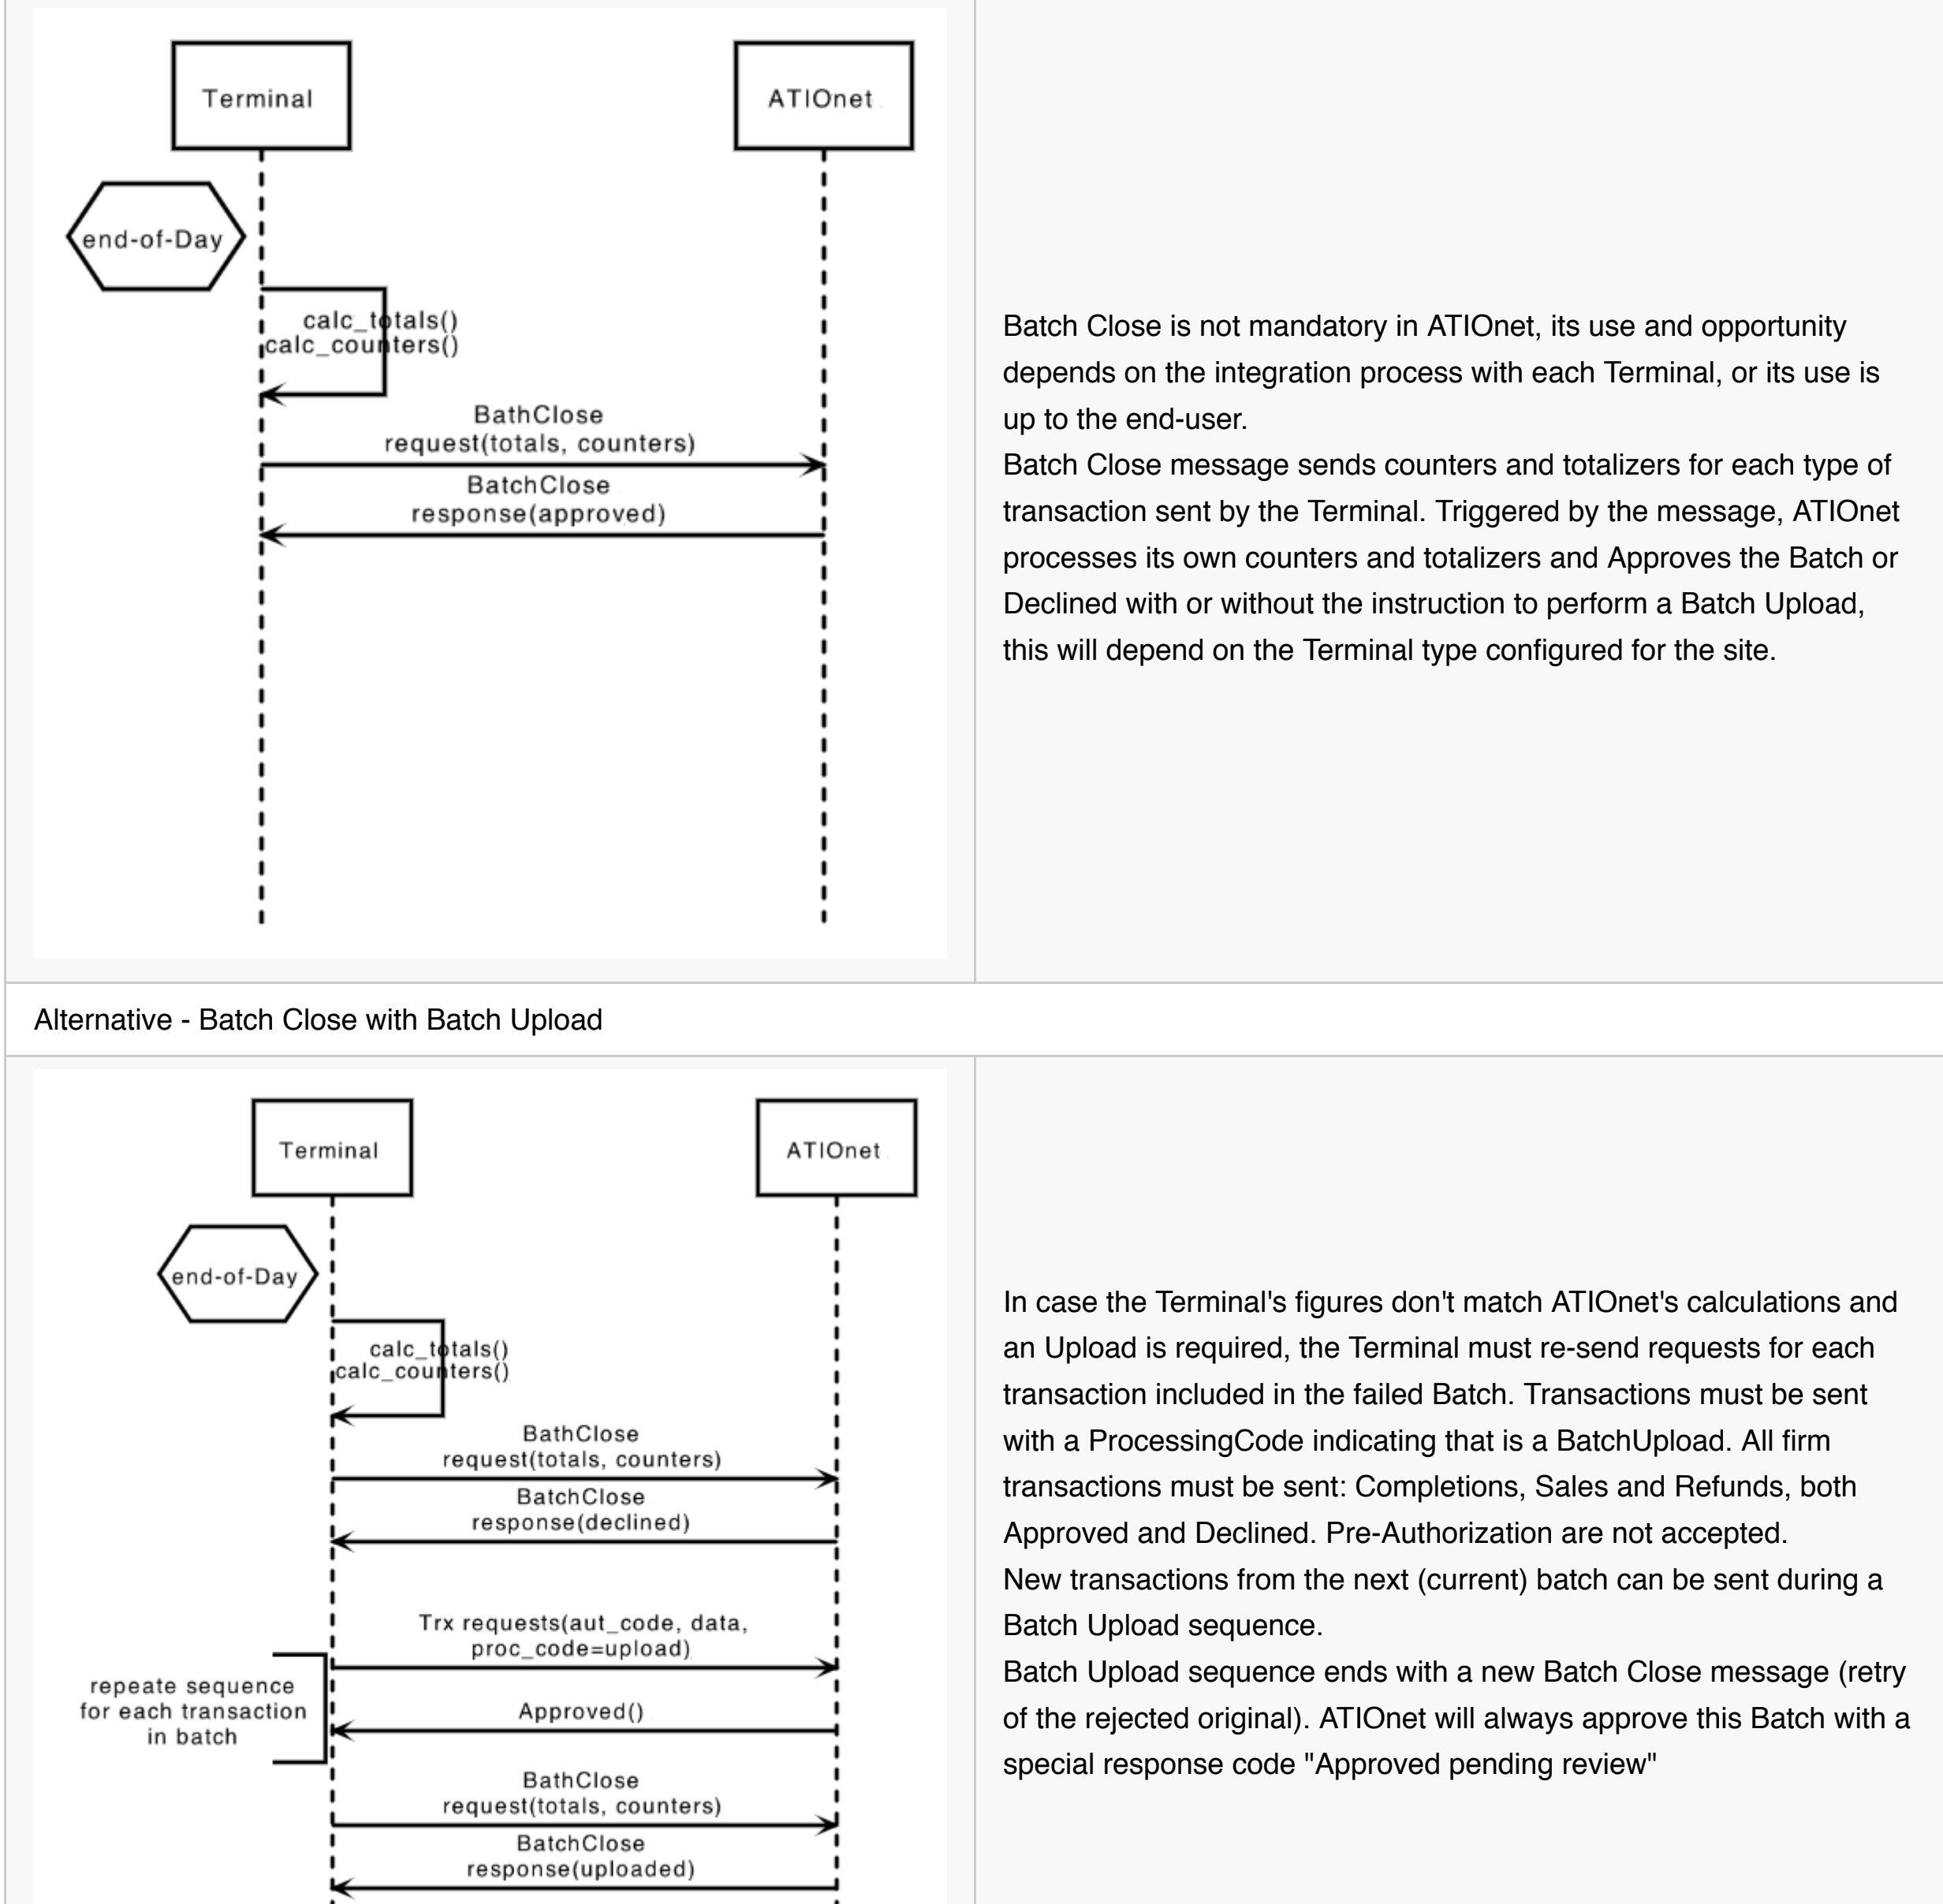 Terminal
ATIOnet
end-of-Day
calc_totals()
calc_counters()
BathClose
request(totals, counters)
BatchClose
response(approved)
Batch Close is not mandatory in ATIOnet, its use and opportunity
depends on the integration process with each Terminal, or its use is
up to the end-user.
Batch Close message sends counters and totalizers for each type of
transaction sent by the Terminal. Triggered by the message, ATIOnet
processes its own counters and totalizers and Approves the Batch or
Declined with or without the instruction to perform a Batch Upload,
this will depend on the Terminal type configured for the site.
Alternative - Batch Close with Batch Upload
Terminal
ATIOnet
end-of-Day
calc_totals()
calc_counters()
BathClose
request(totals, counters)
BatchClose
response(declined)
Trx requests(aut_code, data,
proc_code=upload)
repeate sequence
for each transaction
in batch
Approved()
BathClose
request(totals, counters)
BatchClose
response(uploaded)
In case the Terminal's figures don't match ATIOnet's calculations and
an Upload is required, the Terminal must re-send requests for each
transaction included in the failed Batch. Transactions must be sent
with a ProcessingCode indicating that is a BatchUpload. All firm
transactions must be sent: Completions, Sales and Refunds, both
Approved and Declined. Pre-Authorization are not accepted.
New transactions from the next (current) batch can be sent during a
Batch Upload sequence.
Batch Upload sequence ends with a new Batch Close message (retry
of the rejected original). ATIOnet will always approve this Batch with a
special response code "Approved pending review"